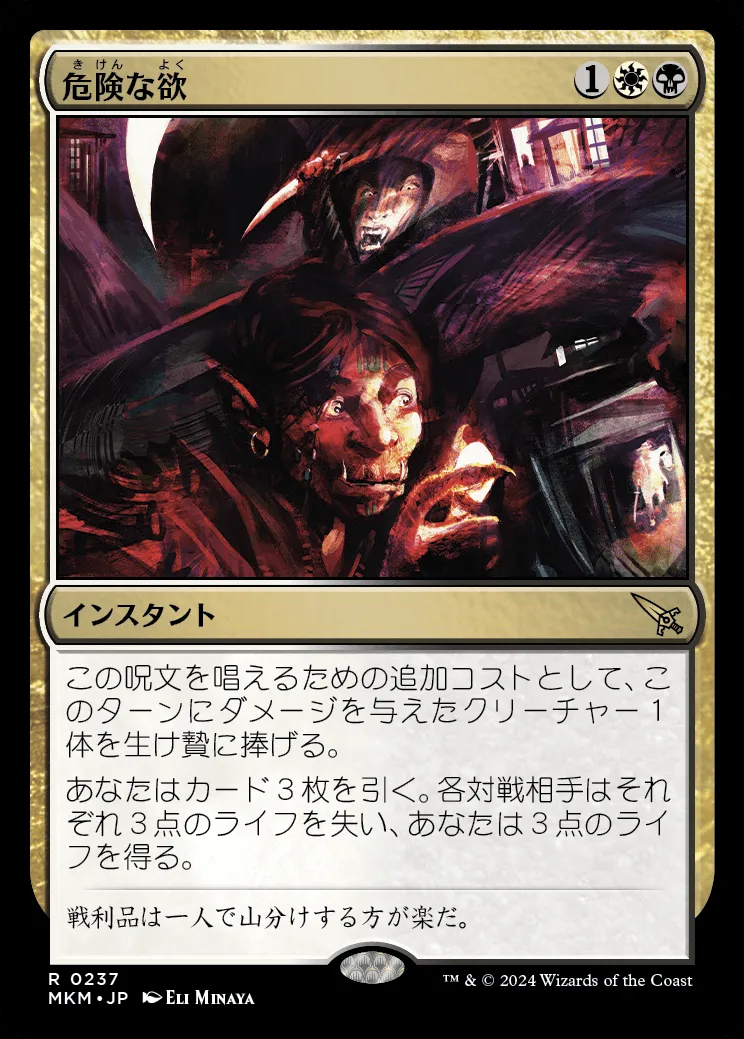 きけん よく
危険な欲 1
インスタント
この呪文を唱えるための追加コストとして、こ
のターンにダメージを与えたクリーチャー1
体を生け贄に捧げる。
あなたはカード3枚を引く。各対戦相手はそれ
ぞれ3点のライフを失い、あなたは3点のライ
フを得る。
戦利品は一人で山分けする方が楽だ。
R 0237
MKM • JP Eli Minaya
™ & © 2024 Wizards of the Coast